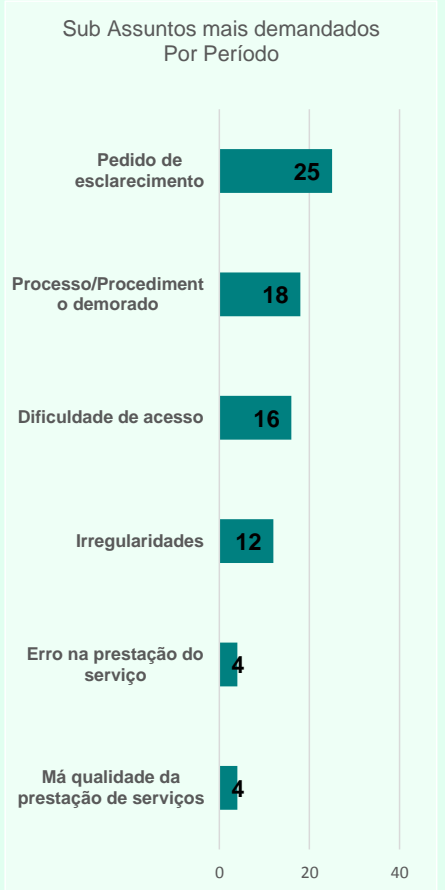 Sub Assuntos mais demandados
Por Período
Pedido de
esclarecimento
25
Processo/Procediment
o demorado
18
Dificuldade de acesso
16
Irregularidades
12
Erro na prestação do
serviço
4
Má qualidade da
prestação de serviços
4
0 20 40